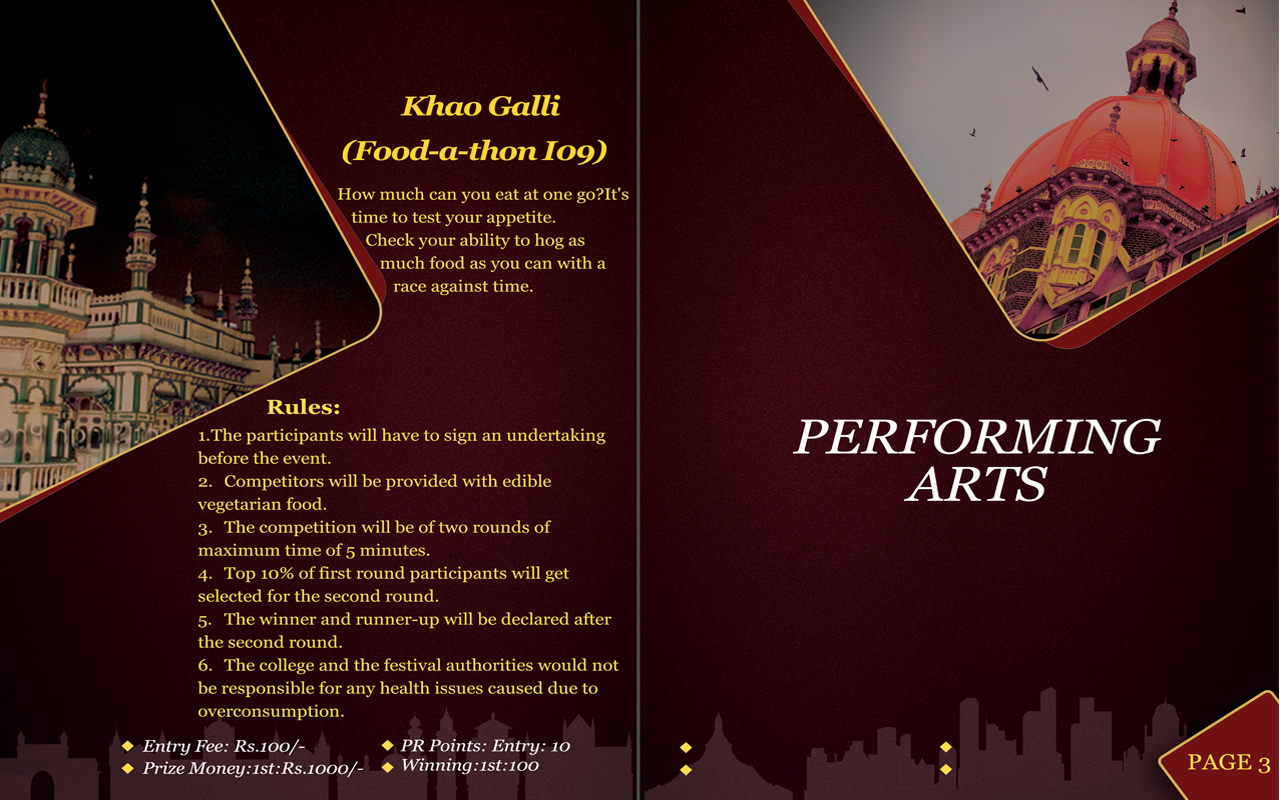 Khao Galli
(Food-a-thon I09)
How much can you eat at one go?It's
time to test your appetite.
Check your ability to hog as
much food as you can with a
race against time.
Rules:
1.The participants will have to sign an undertaking
before the event.
2. Competitors will be provided with edible
vegetarian food.
3. The competition will be of two rounds of
maximum time of 5 minutes.
4. Top 10% of first round participants will get
selected for the second round.
5. The winner and runner-up will be declared after
the second round.
6. The college and the festival authorities would not
be responsible for any health issues caused due to
overconsumption.
Entry Fee: Rs.100/-
Prize Money:1st:Rs.1000/-
PR Points: Entry: 10
Winning:1st:100
PERFORMING
ARTS
PAGE 3